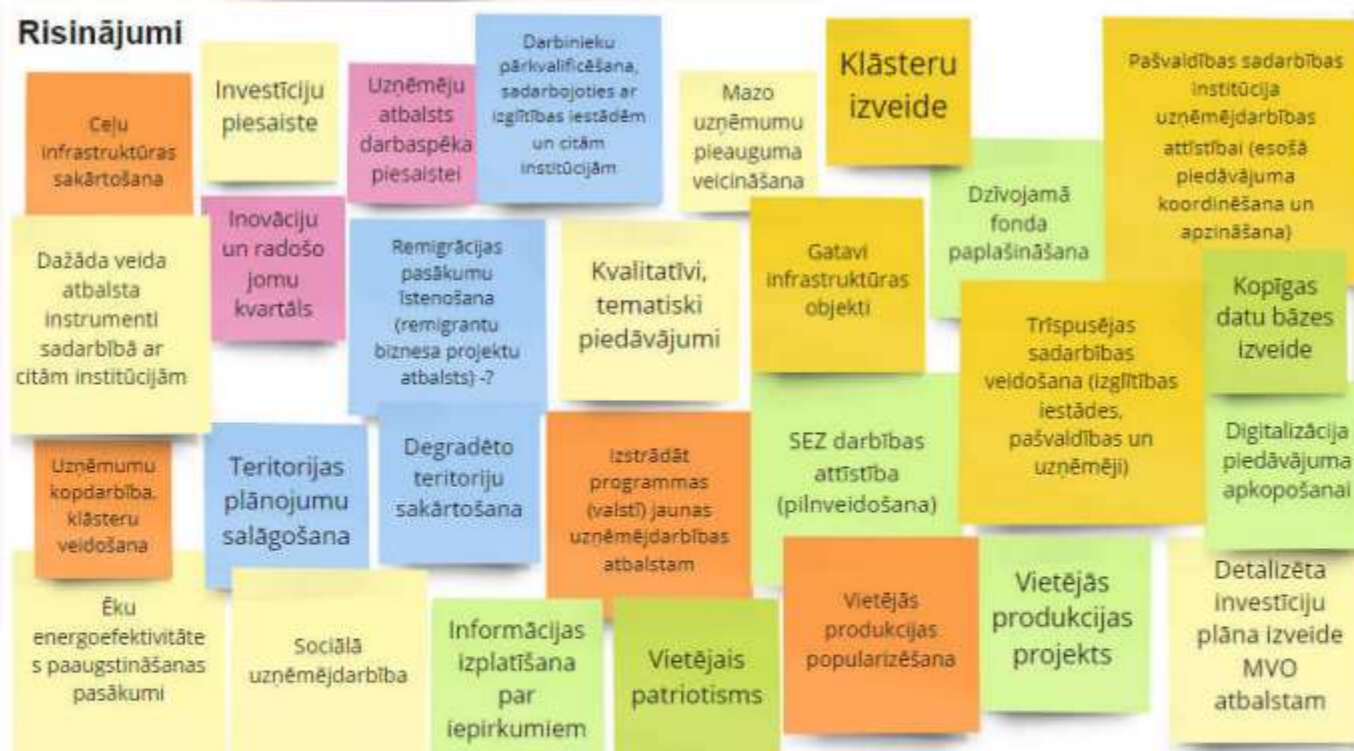 Risinājumi
Ceļu
infrastruktūras
sakārtošana
Investīciju
piesaiste
Uzņēmēju
atbalsts
darbaspēka
piesaistei
Darbinieku
pārkvalificēšana,
sadarbojoties ar
izglītības iestādēm
un citām
institūcijām
Mazo
uzņēmumu
pieauguma
veicināšana
Klāsteru
izveide
Dzīvojamā
fonda
paplašināšana
Pašvaldības sadarbības
institūcija
uzņēmējdarbības
attīstībai (esošā
piedāvājuma
koordinēšana un
apzināšana)
Dažāda veida
atbalsta
instrumenti
sadarbībā ar
citām institūcijām
Inovāciju
un radošo
jomu
kvartāls
Remigrācijas
pasākumu
īstenošana
(remigrantu
biznesa projektu
atbalsts) -?
Kvalitatīvi,
tematiski
piedāvājumi
Gatavi
infrastruktūras
objekti
Trīspusējas
sadarbības
veidošana (izglītības
iestādes,
pašvaldības un
uzņēmēji)
Kopīgas
datu bāzes
izveide
Uzņēmumu
kopdarbība,
klāsteru
veidošana
Teritorijas
plānojumu
salāgošana
Degradēto
teritoriju
sakārtošana
Izstrādāt
programmas
(valstī) jaunas
uzņēmējdarbības
atbalstam
SEZ darbības
attīstība
(pilnveidošana)
Digitalizācija
piedāvājuma
apkopošanai
Ēku
energoefektivitāte
s paaugstināšanas
pasākumi
Sociālā
uzņēmējdarbība
Informācijas
izplatīšana
par
iepirkumiem
Vietējais
patriotisms
Vietējās
produkcijas
popularizēšana
Vietējās
produkcijas
projekts
Detalizēta
investīciju
plāna izveide
MVO
atbalstam